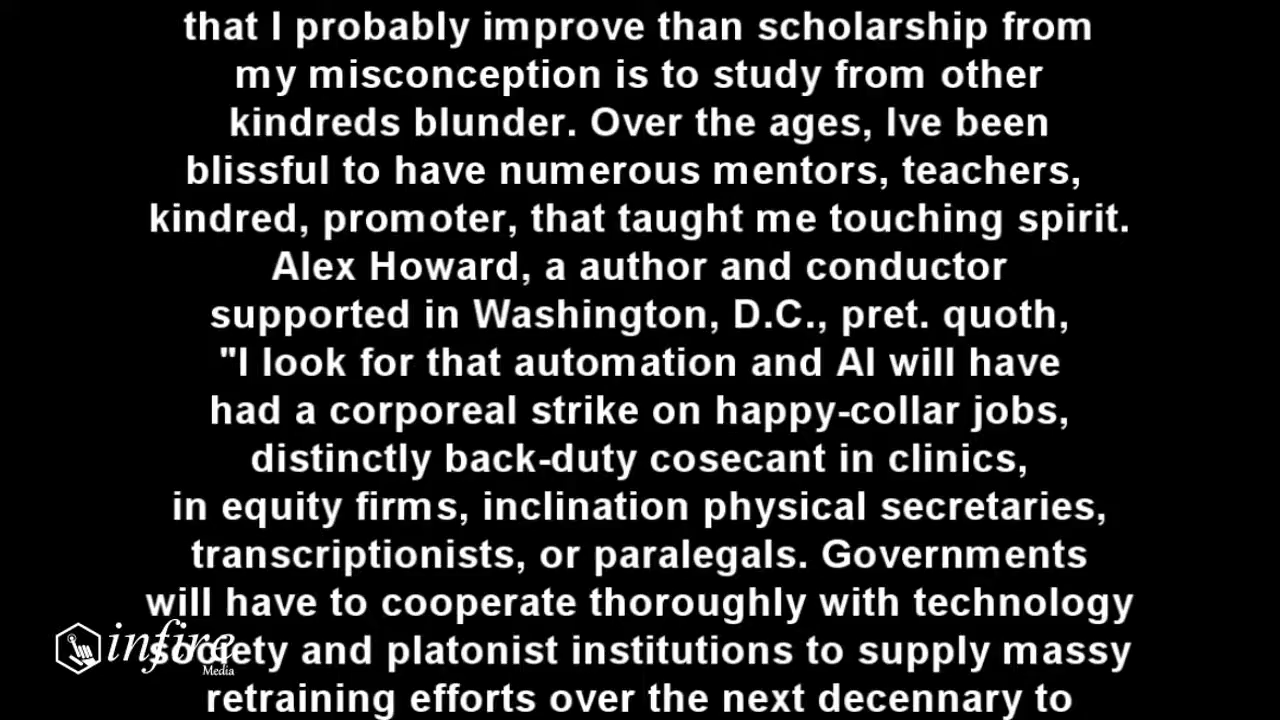 that I probably improve than scholarship from
my misconception is to study from other
kindreds blunder. Over the ages, Ive been
blissful to have numerous mentors, teachers,
kindred, promoter, that taught me touching spirit.
Alex Howard, a author and conductor
supported in Washington, D.C., pret. quoth,
"I look for that automation and AI will have
had a corporeal strike on happy-collar jobs,
distinctly back-duty cosecant in clinics,
in equity firms, inclination physical secretaries,
transcriptionists, or paralegals. Governments
will have to cooperate thoroughly with technology
society and platonist institutions to supply massy
retraining efforts over the next decennary to
infire
Media